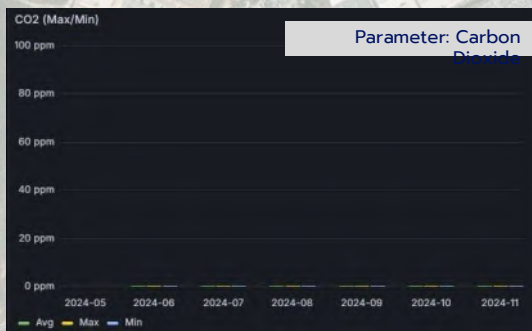 CO2 (Max/Min)
Parameter: Carbon
Dioxide
100 ppm
80 ppm
60 ppm
40 ppm
20 ppm
0 ppm
2024-05 2024-06 2024-07 2024-08 2024-09 2024-10 2024-11
Avg Max Min